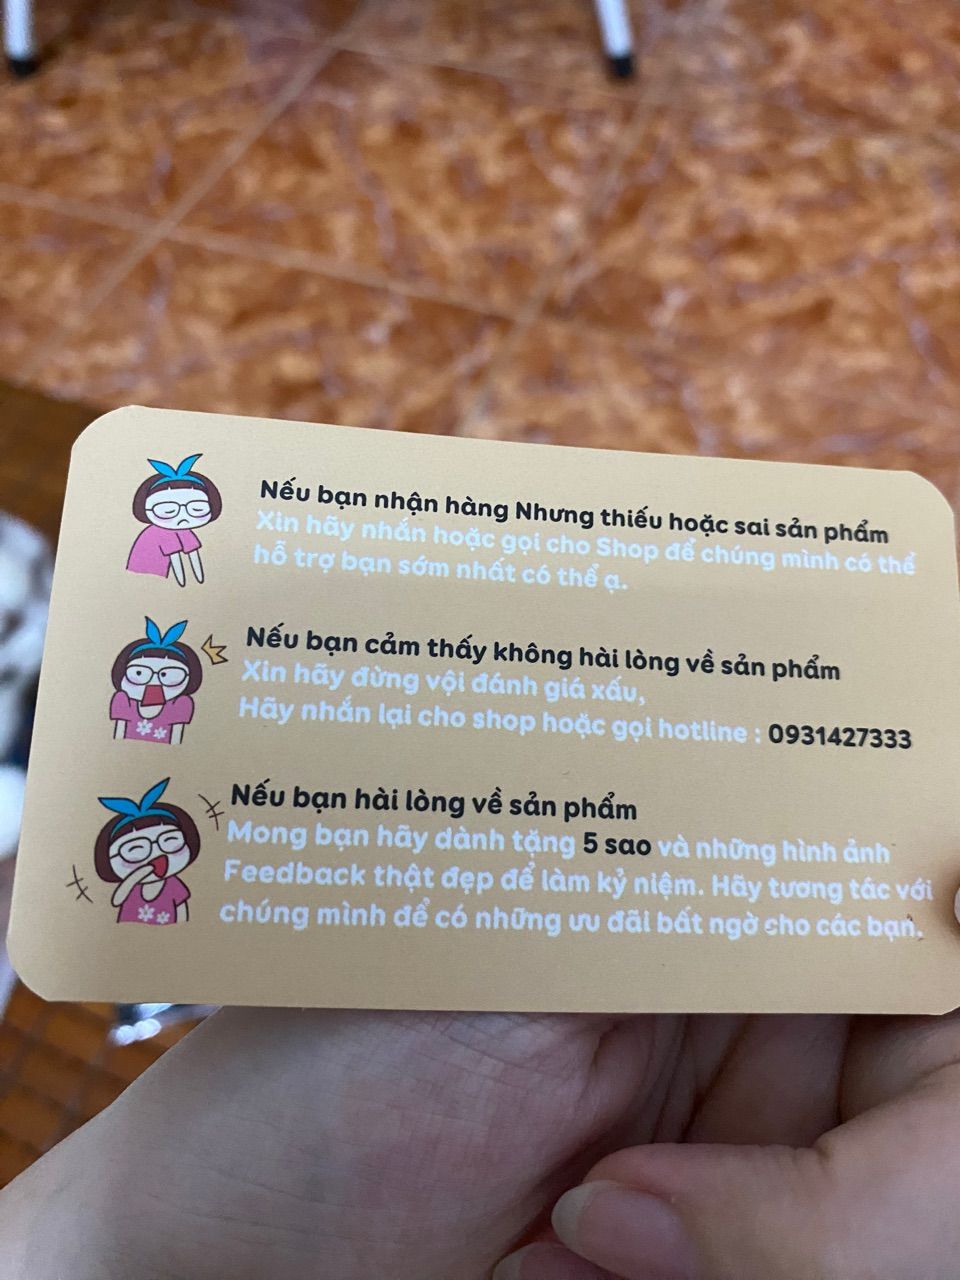 Nếu bạn nhận hàng Nhưng thiếu hoặc sai sản phẩm
Xin hãy nhắn hoặc gọi cho Shop để chúng mình có thể
hỗ trợ bạn sớm nhất có thể ạ.
Nếu bạn cảm thấy không hài lòng về sản phẩm
Xin hãy đừng vội đánh giá xấu,
Hãy nhắn lại cho shop hoặc gọi hotline : 0931427333
Nếu bạn hài lòng về sản phẩm
Mong bạn hãy dành tặng 5 sao và những hình ảnh
Feedback thật đẹp để làm kỷ niệm. Hãy tương tác với
chúng mình để có những ưu đãi bất ngờ cho các bạn.